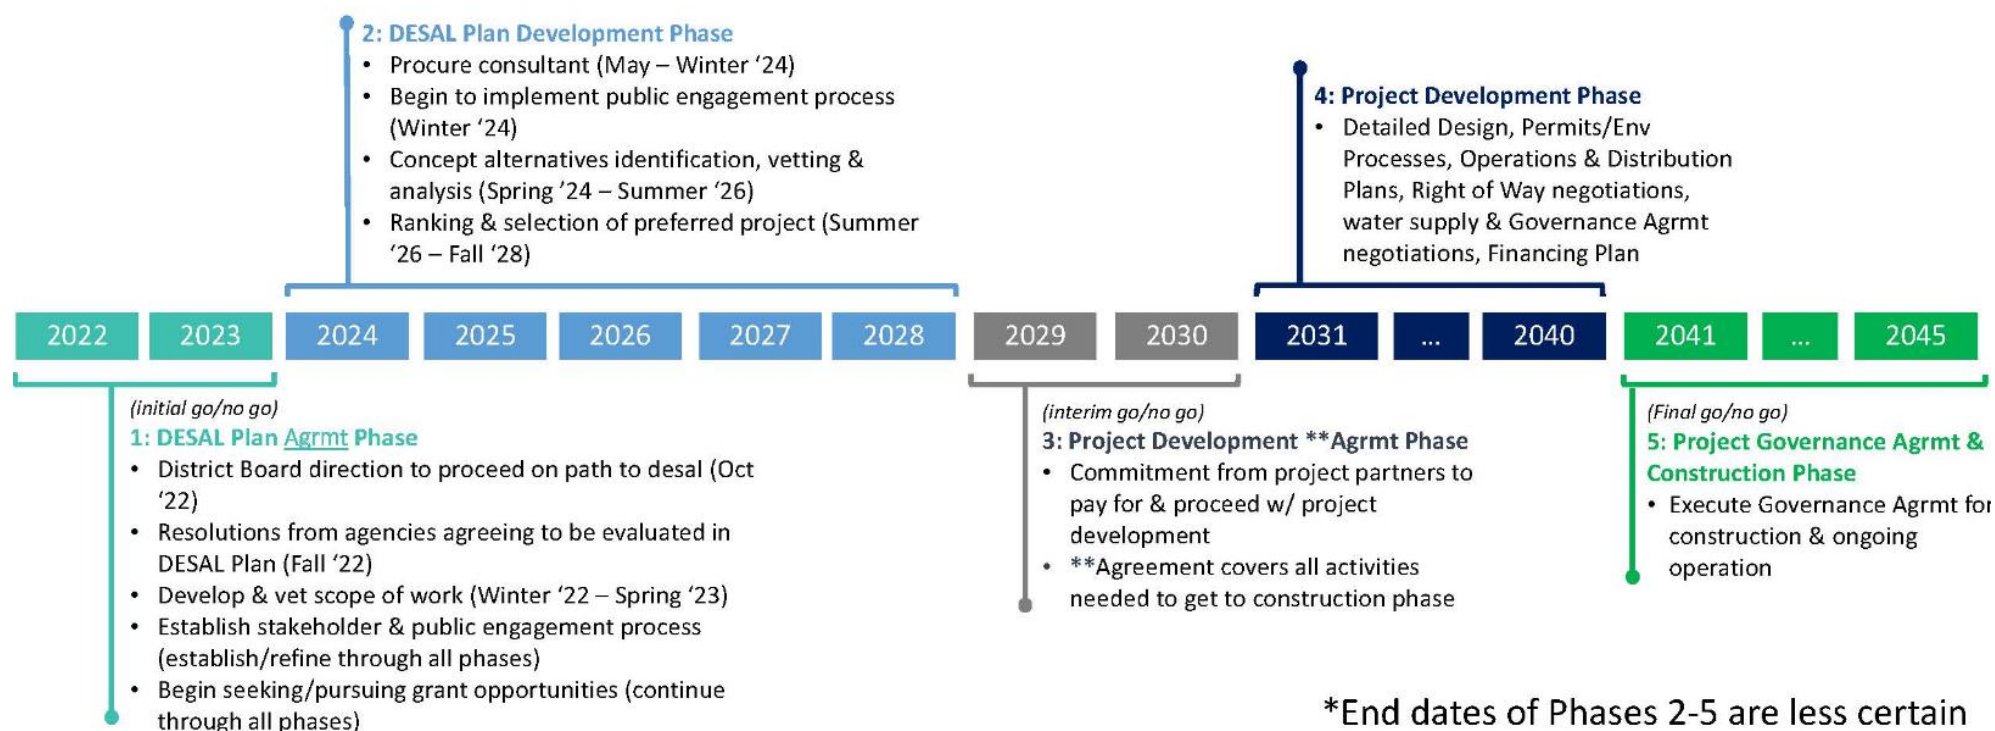 2: DESAL Plan Development Phase
• Procure consultant (May – Winter ‘24)
• Begin to implement public engagement process
(Winter ‘24)
• Concept alternatives identification, vetting &
analysis (Spring ’24 – Summer ‘26)
• Ranking & selection of preferred project (Summer
‘26 – Fall ‘28)
4: Project Development Phase
• Detailed Design, Permits/Env
Processes, Operations & Distribution
Plans, Right of Way negotiations,
water supply & Governance Agrmt
negotiations, Financing Plan
2022 2023 2024 2025 2026 2027 2028 2029 2030 2031 ... 2040 2041 ... 2045
(initial go/no go)
1: DESAL Plan Agrmt Phase
• District Board direction to proceed on path to desal (Oct
‘22)
• Resolutions from agencies agreeing to be evaluated in
DESAL Plan (Fall ‘22)
• Develop & vet scope of work (Winter ‘22 – Spring ‘23)
• Establish stakeholder & public engagement process
(establish/refine through all phases)
• Begin seeking/pursuing grant opportunities (continue
through all phases)
(interim go/no go)
3: Project Development **Agrmt Phase
• Commitment from project partners to
pay for & proceed w/ project
development
• **Agreement covers all activities
needed to get to construction phase
(Final go/no go)
5: Project Governance Agrmt &
Construction Phase
• Execute Governance Agrmt for
construction & ongoing
operation
*End dates of Phases 2-5 are less certain